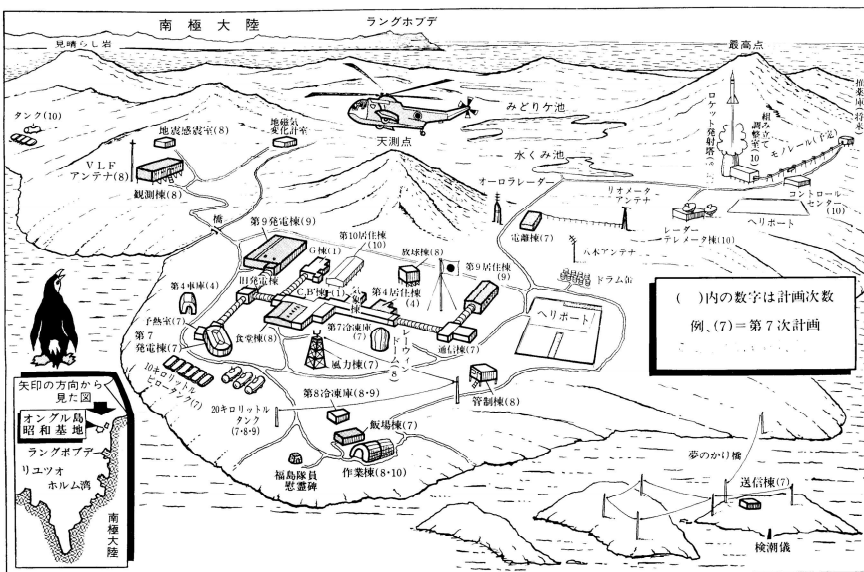 南極大陸
ラングホブデ
見晴らし岩
最高点
タンク(10)
地震感震室(8)
地磁気
変化計室
VLF
アンテナ(8)
観測棟(8)
天測点
みどりケ池
水くみ池
オーロラレーダー
リオメータ
アンテナ
電離棟(7)
八木アンテナ
ドラム缶
ロケット発射塔
組み立て
調整室(10)
モノレール(予定)
コントロール
センター(10)
レーダー
テレメータ棟(10)
ヘリポート
橋
第9発電棟(9)
G棟(1)
第10居住棟
(10)
放球棟(8)
第9居住棟
(9)
第4車庫(4)
旧発電棟
第4居住棟
(4)
ヘリポート
予熱室(7)
第7
発電棟(7)
食堂棟(8)
第7冷凍庫
(7)
風力棟(7)
通信棟(7)
10キロリットル
ピロータンク(7)
20キロリットル
タンク
(7・8・9)
第8冷凍庫(8・9)
管制棟(8)
飯場棟(7)
作業棟(8・10)
福島隊員
慰霊碑
( )内の数字は計画次数
例、(7)=第7次計画
矢印の方向から
見た図
オングル島
昭和基地
ラングホブデ
リュツォ
ホルム湾
南極大陸
夢のかり橋
送信棟(7)
検潮儀